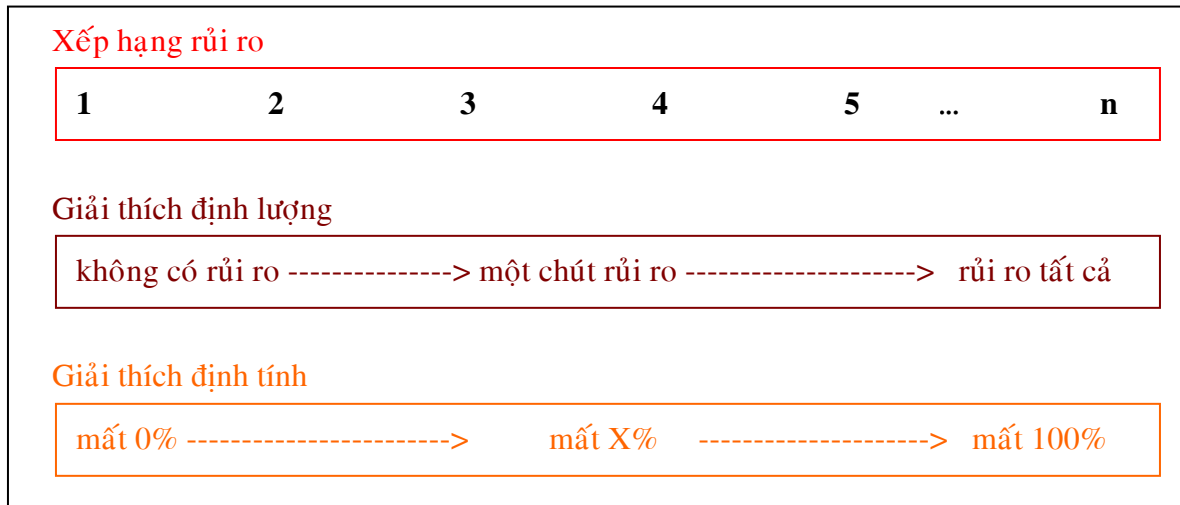 Xếp hạng rủi ro
1 2 3 4 5 ... n
Giải thích định lượng
không có rủi ro --------------> một chút rủi ro ---------------------> rủi ro tất cả
Giải thích định tính
mất 0% ------------------------> mất X% ---------------------> mất 100%